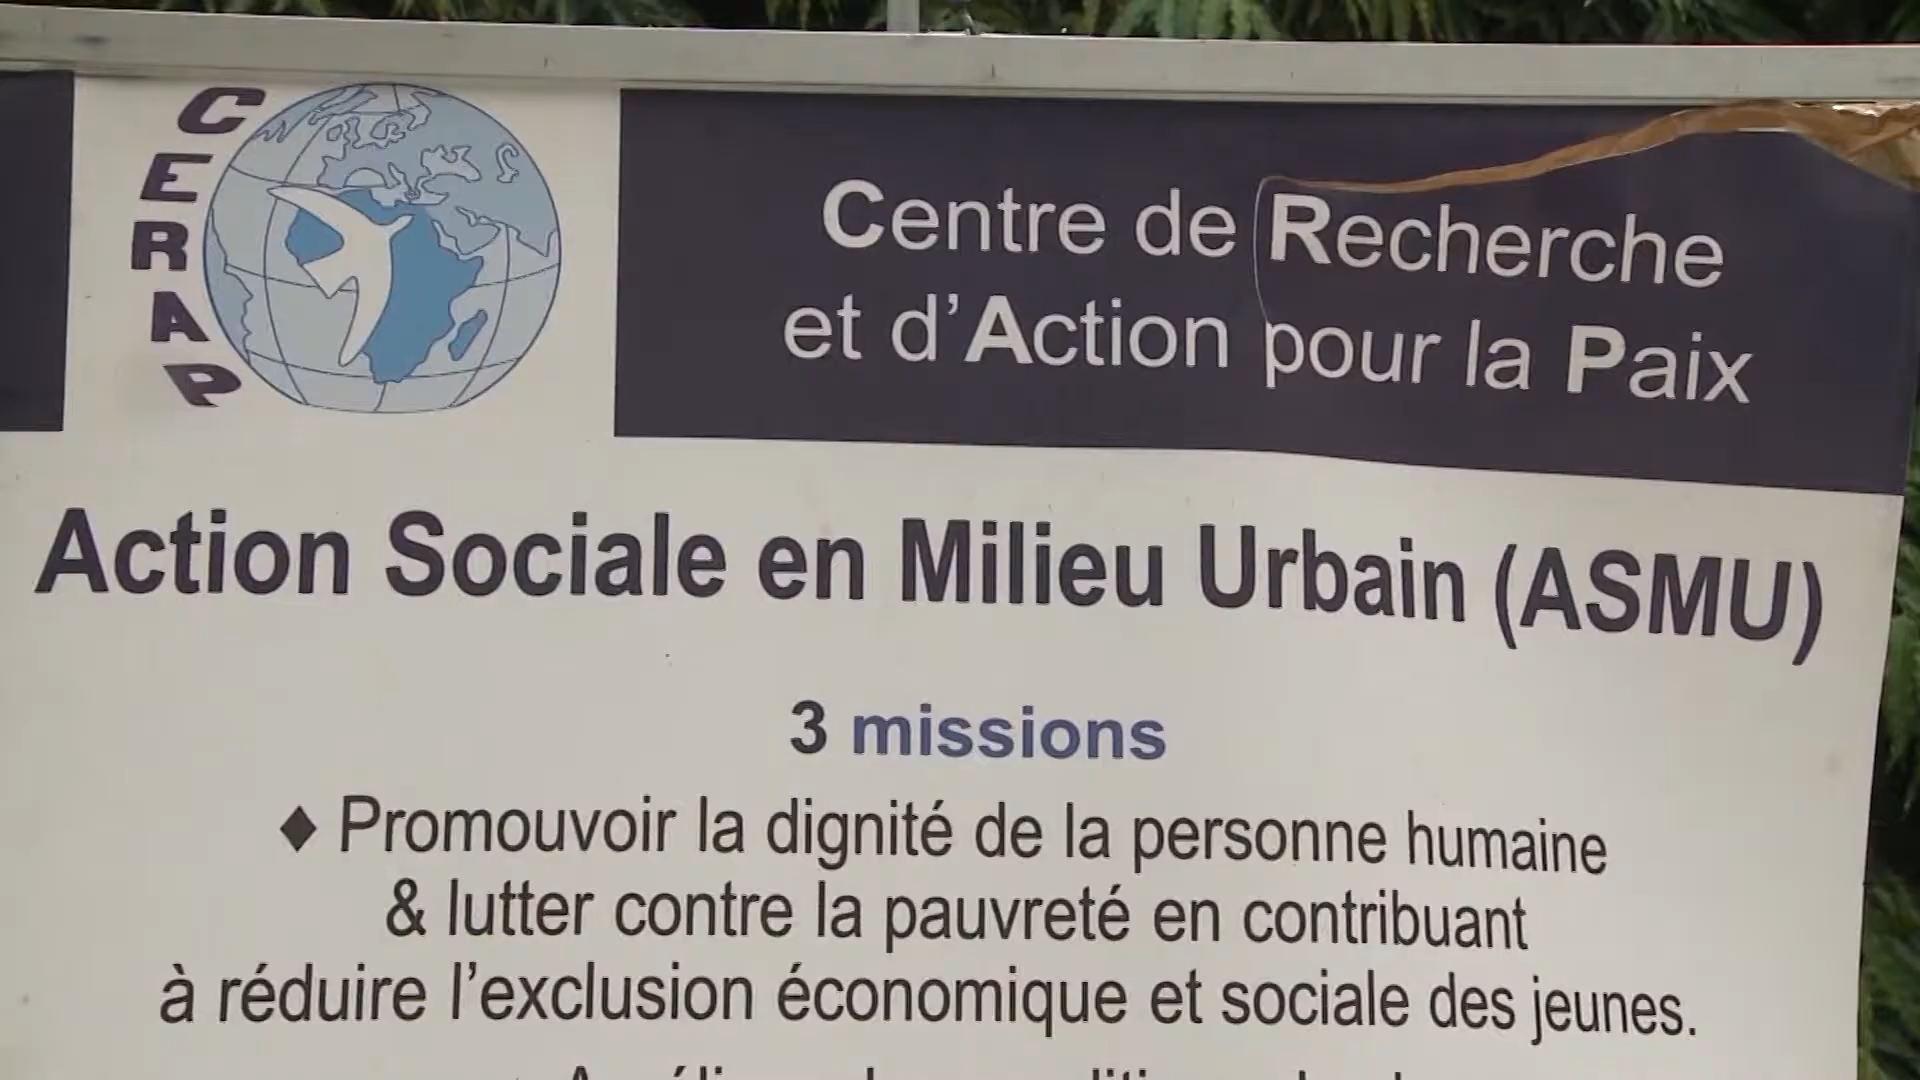 CERAP
Centre de Recherche
et d'Action pour la Paix
Action Sociale en Milieu Urbain (ASMU)
3 missions
♦ Promouvoir la dignité de la personne humaine
& lutter contre la pauvreté en contribuant
à réduire l'exclusion économique et sociale des jeunes.